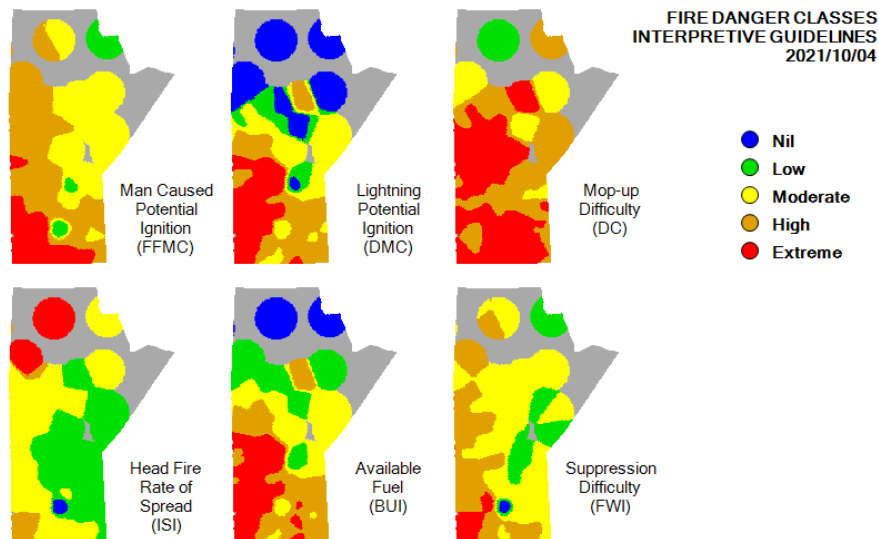 FIRE DANGER CLASSES
INTERPRETIVE GUIDELINES
2021/10/04
Nil
Low
Moderate
High
Extreme
Man Caused
Potential
Ignition
(FFMC)
Lightning
Potential
Ignition
(DMC)
Mop-up
Difficulty
(DC)
Head Fire
Rate of
Spread
(ISI)
Available
Fuel
(BUI)
Suppression
Difficulty
(FWI)